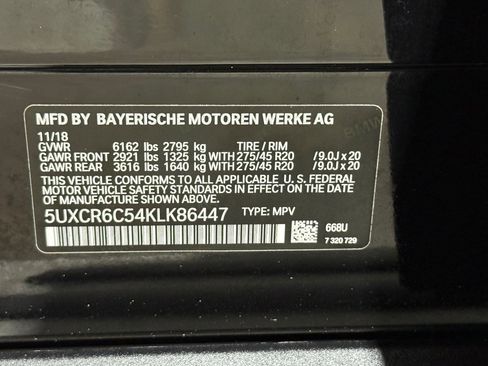 MFD BY BAYERISCHE MOTOREN WERKE AG
11/18
GVWR 6162 lbs 2795 kg TIRE / RIM
GAWR FRONT 2921 lbs 1325 kg WITH 275/45 R20 /9.0J x 20
GAWR REAR 3616 lbs 1640 kg WITH 275/45 R20 /9.0J x 20
THIS VEHICLE CONFORMS TO ALL APPLICABLE U. S. FEDERAL
MOTOR VEHICLE SAFETY STANDARDS IN EFFECT ON THE DATE
OF MANUFACTURE SHOWN ABOVE.
5UXCR6C54KLK86447 TYPE: MPV
668U
7 320 729
BMW